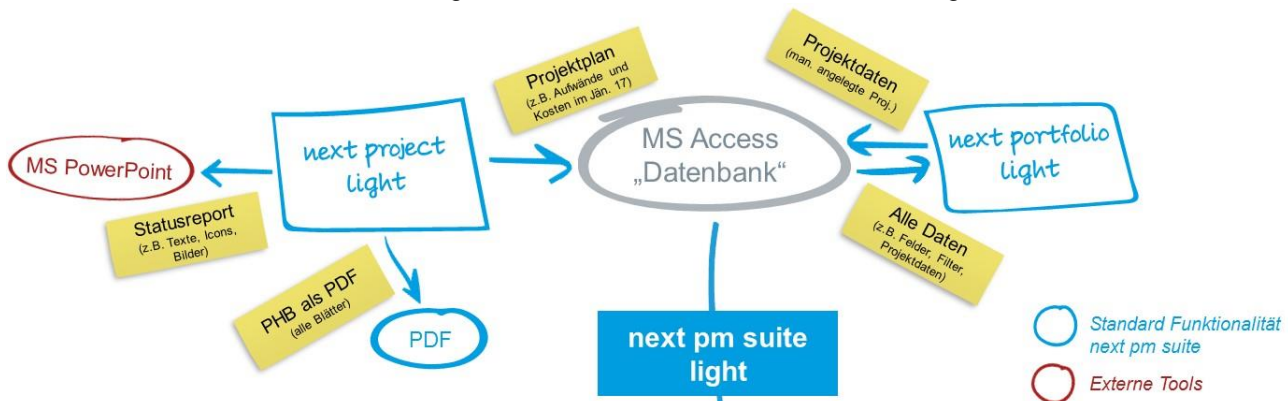 MS PowerPoint
Statusreport
(z.B. Texte, Icons,
Bilder)
next project
light
PHB als PDF
(alle Blätter)
PDF
Projektplan
(z.B. Aufwände und
Kosten im Jän. 17)
MS Access
„Datenbank“
Projektdaten
(man. angelegte Proj.)
next portfolio
light
Alle Daten
(z.B. Felder, Filter,
Projektdaten)
next pm suite
light
Standard Funktionalität
next pm suite
Externe Tools